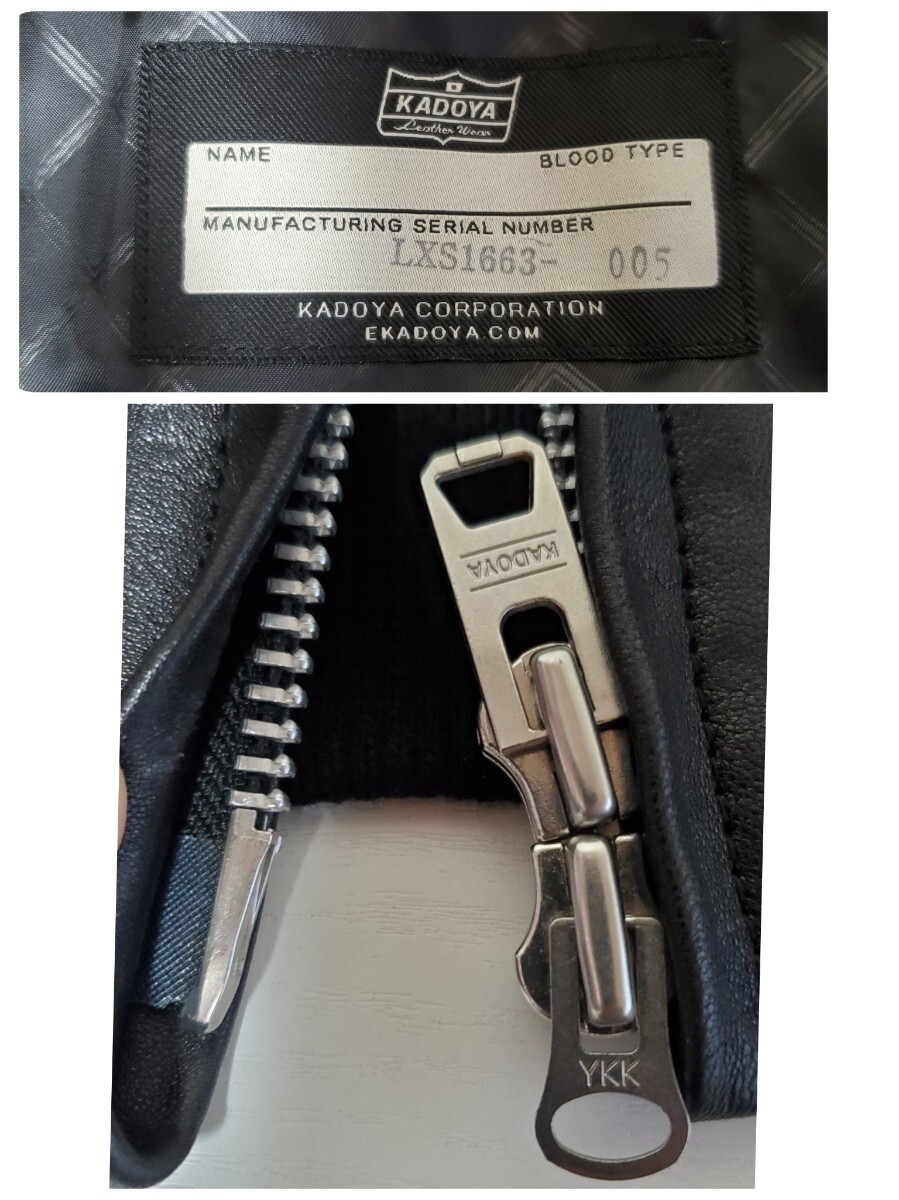 KADOYA
Leather Wear
NAME BLOOD TYPE
MANUFACTURING SERIAL NUMBER
LXS1663- 005
KADOYA CORPORATION
EKADOYA.COM
KADOYA
YKK